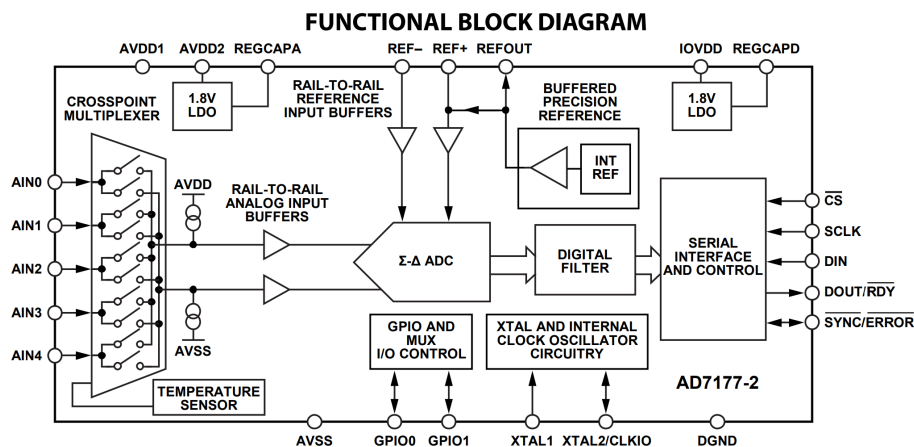 FUNCTIONAL BLOCK DIAGRAM
AVDD1
AVDD2
REGCAPA
REF–
REF+
REFOUT
IOVDD
REGCAPD
CROSSPOINT
MULTIPLEXER
1.8V
LDO
RAIL-TO-RAIL
REFERENCE
INPUT BUFFERS
BUFFERED
PRECISION
REFERENCE
1.8V
LDO
INT
REF
AIN0
AIN1
AIN2
AIN3
AIN4
AVDD
RAIL-TO-RAIL
ANALOG INPUT
BUFFERS
AVSS
Σ-Δ ADC
DIGITAL
FILTER
SERIAL
INTERFACE
AND CONTROL
CS
SCLK
DIN
DOUT/RDY
SYNC/ERROR
GPIO AND
MUX
I/O CONTROL
XTAL AND INTERNAL
CLOCK OSCILLATOR
CIRCUITRY
TEMPERATURE
SENSOR
AD7177-2
AVSS
GPIO0
GPIO1
XTAL1
XTAL2/CLKIO
DGND